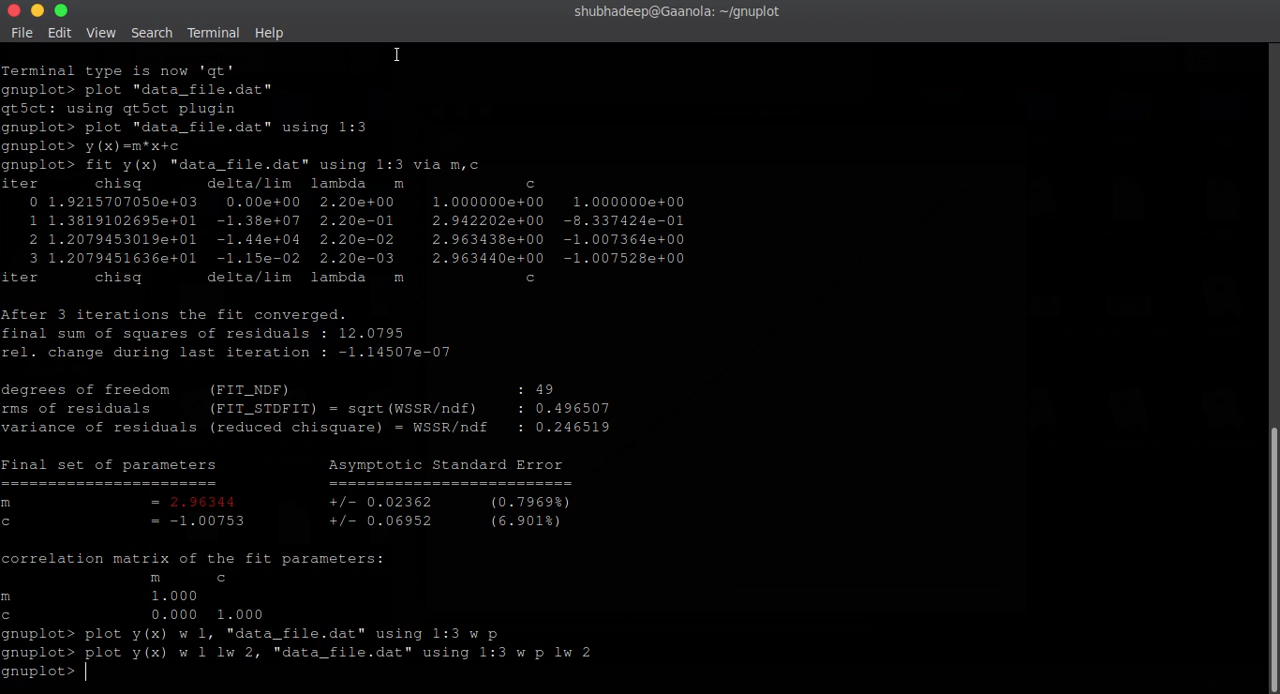 shubhadeep@Gaanola: ~/gnuplot
File Edit View Search Terminal Help
Terminal type is now 'qt'
gnuplot> plot "data_file.dat"
qt5ct: using qt5ct plugin
gnuplot> plot "data_file.dat" using 1:3
gnuplot> y(x)=m*x+c
gnuplot> fit y(x) "data_file.dat" using 1:3 via m,c
iter chisq delta/lim lambda m c
0 1.9215707050e+03 0.00e+00 2.20e+00 1.000000e+00 1.000000e+00
1 1.3819102695e+01 -1.38e+07 2.20e-01 2.942202e+00 -8.337424e-01
2 1.2079453019e+01 -1.44e+04 2.20e-02 2.963438e+00 -1.007364e+00
3 1.2079451636e+01 -1.15e-02 2.20e-03 2.963440e+00 -1.007528e+00
iter chisq delta/lim lambda m c
After 3 iterations the fit converged.
final sum of squares of residuals : 12.0795
rel. change during last iteration : -1.14507e-07
degrees of freedom (FIT_NDF) : 49
rms of residuals (FIT_STDFIT) = sqrt(WSSR/ndf) : 0.496507
variance of residuals (reduced chisquare) = WSSR/ndf : 0.246519
Final set of parameters Asymptotic Standard Error
======================= ==========================
m = 2.96344 +/- 0.02362 (0.7969%)
c = -1.00753 +/- 0.06952 (6.901%)
correlation matrix of the fit parameters:
m c
m 1.000
c 0.000 1.000
gnuplot> plot y(x) w l, "data_file.dat" using 1:3 w p
gnuplot> plot y(x) w l lw 2, "data_file.dat" using 1:3 w p lw 2
gnuplot>